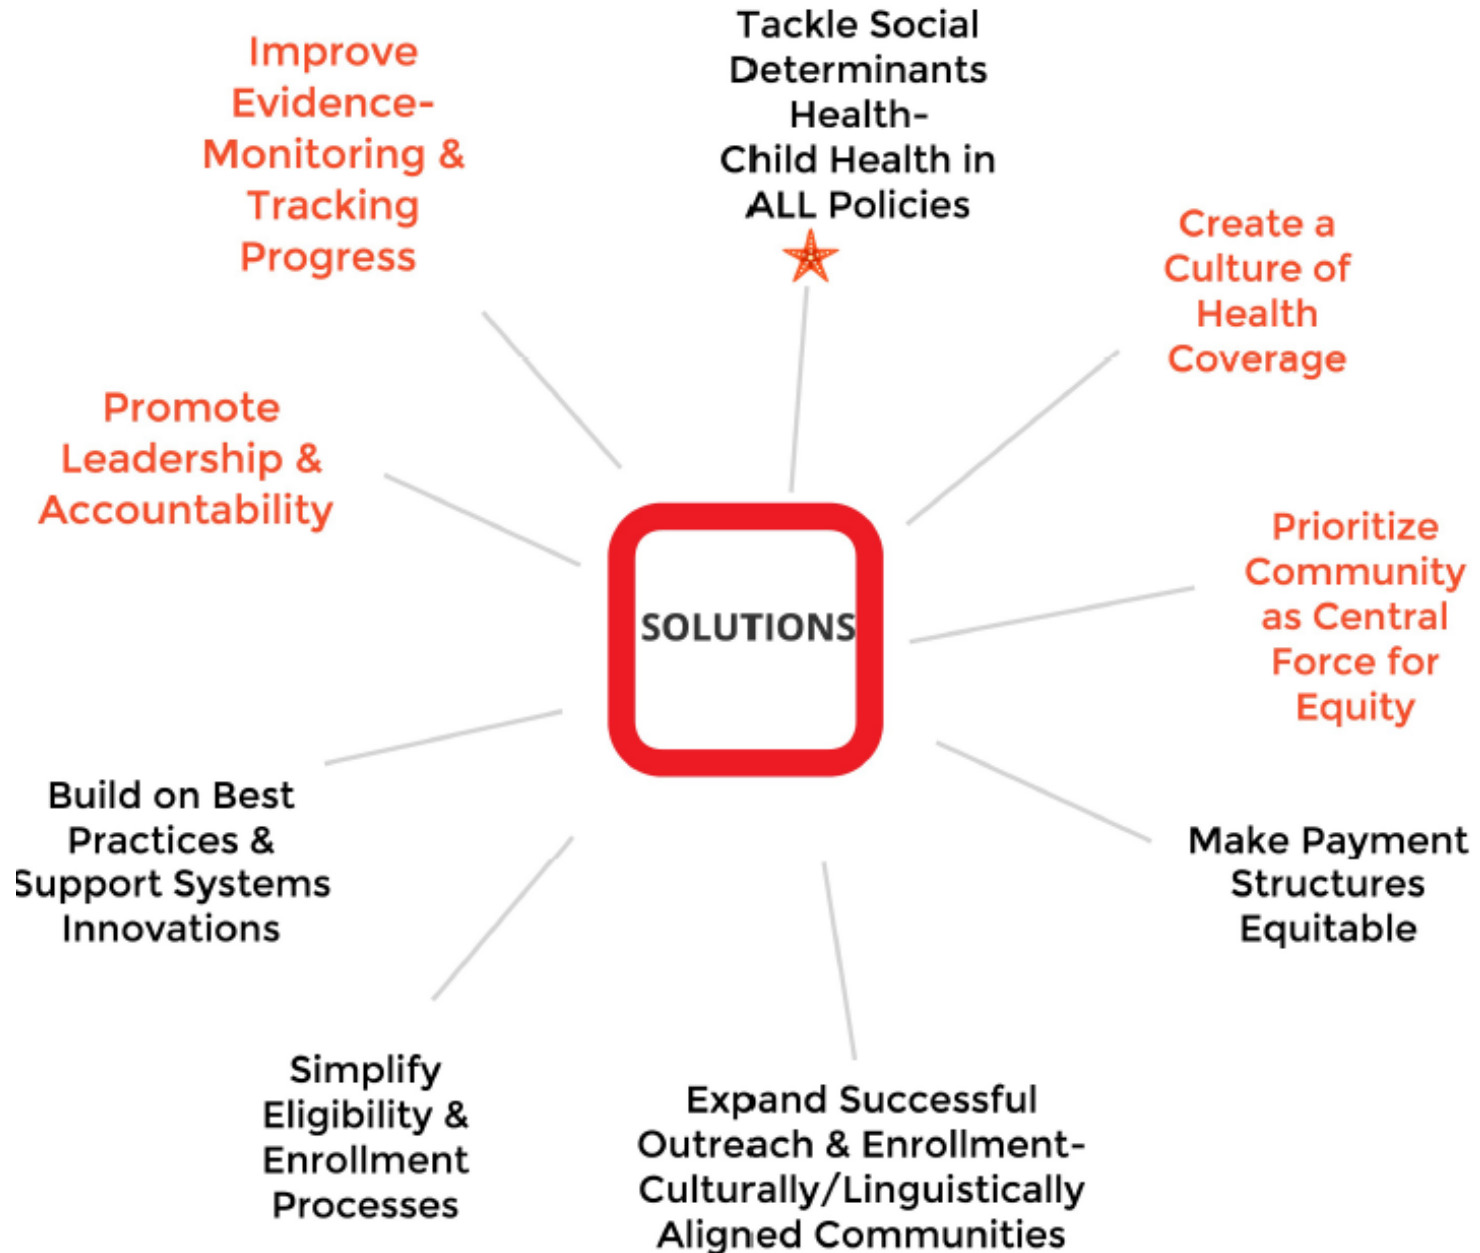 Tackle Social
Determinants
Health-
Child Health in
ALL Policies
Create a
Culture of
Health
Coverage
Prioritize
Community
as Central
Force for
Equity
Make Payment
Structures
Equitable
Expand Successful
Outreach & Enrollment-
Culturally/Linguistically
Aligned Communities
Simplify
Eligibility &
Enrollment
Processes
Build on Best
Practices &
Support Systems
Innovations
Promote
Leadership &
Accountability
Improve
Evidence-
Monitoring &
Tracking
Progress
SOLUTIONS